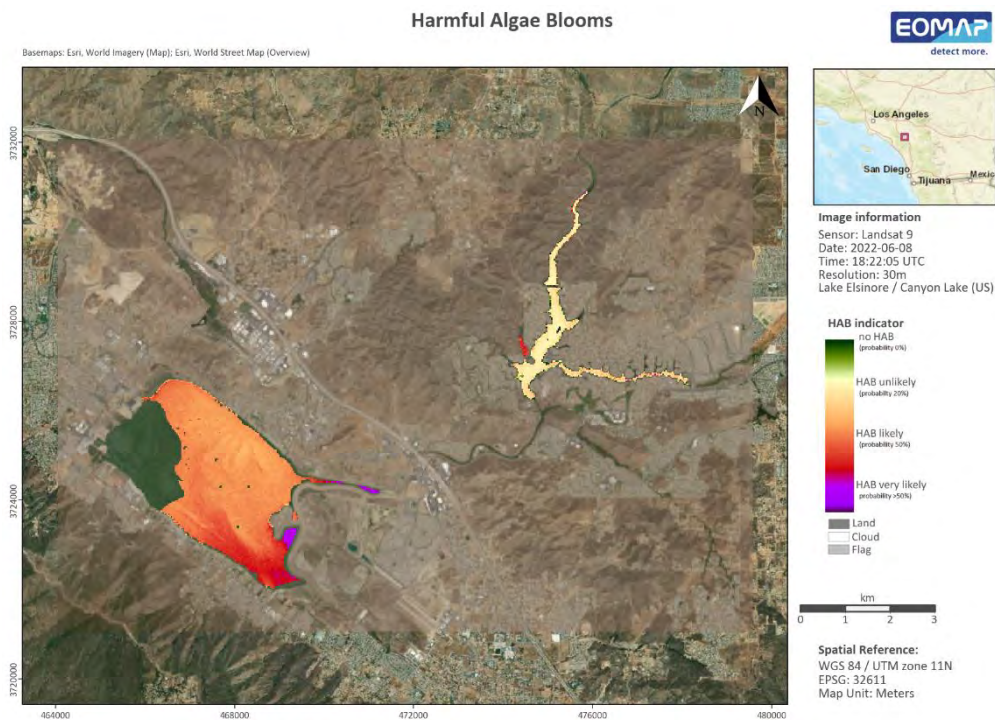 Harmful Algae Blooms
EOMAP
detect more.
Basemaps: Esri, World Imagery (Map); Esri, World Street Map (Overview)
N
3732000
3728000
3724000
3720000
464000
468000
472000
476000
480000
Los Angeles
San Diego
Tijuana
Mexic
Image information
Sensor: Landsat 9
Date: 2022-06-08
Time: 18:22:05 UTC
Resolution: 30m
Lake Elsinore / Canyon Lake (US)
HAB indicator
no HAB
(probability 0%)
HAB unlikely
(probability 20%)
HAB likely
(probability 50%)
HAB very likely
(probability >50%)
Land
Cloud
Flag
km
0 1 2 3
Spatial Reference:
WGS 84 / UTM zone 11N
EPSG: 32611
Map Unit: Meters